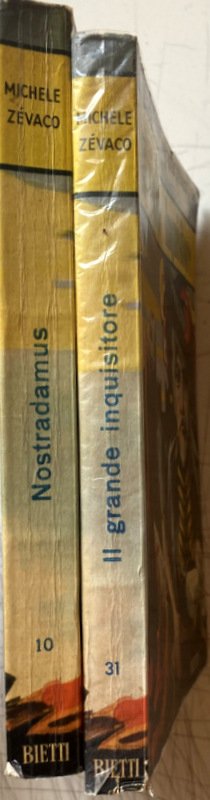 MICHELE
ZÉVACO
Nostradamus
10
BIETTI
MICHELE
ZÉVACO
Il grande inquisitore
31
BIETTI